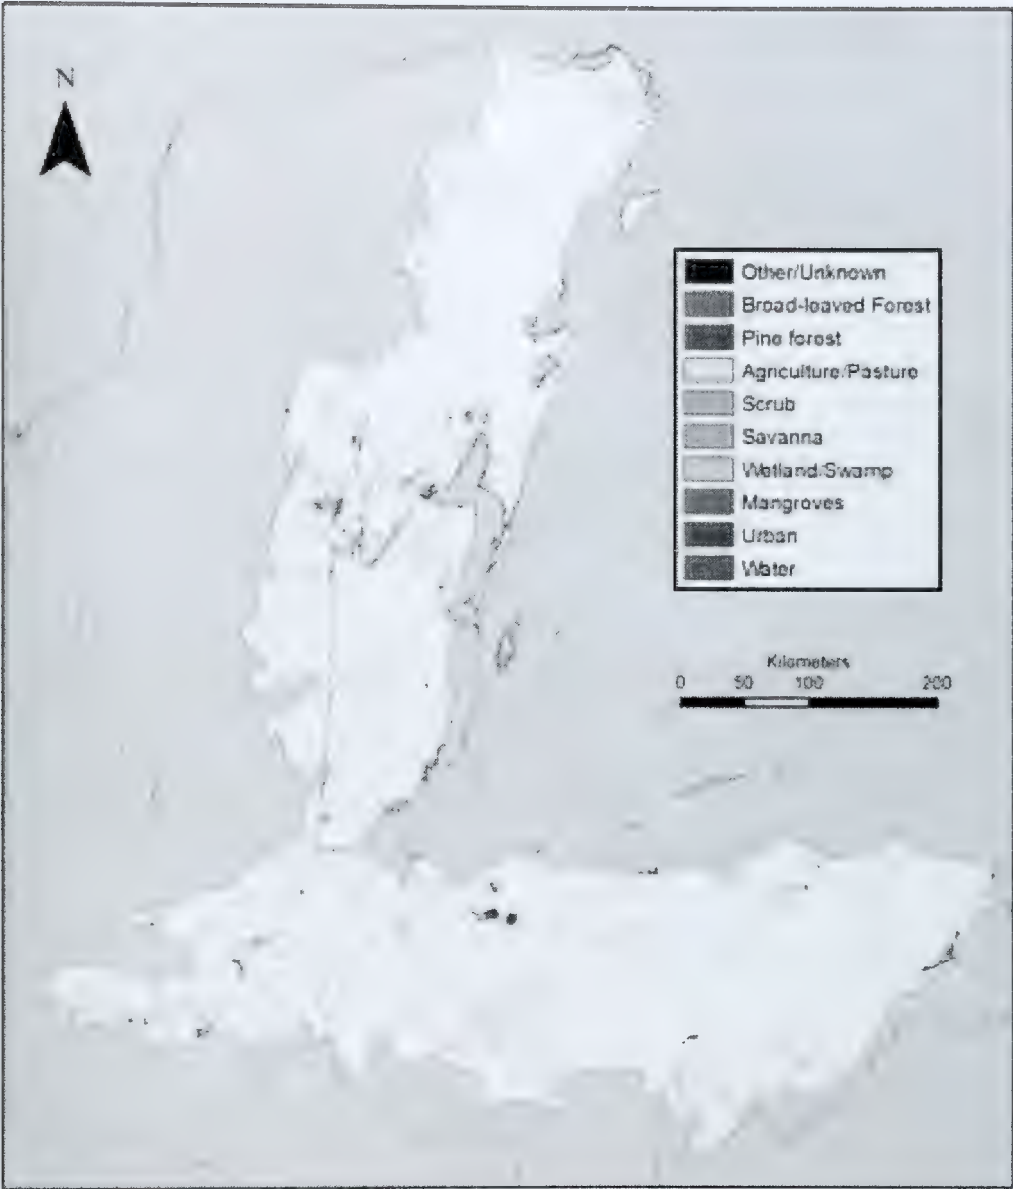 N
Other/Unknown
Broad-leaved Forest
Pine forest
Agriculture/Pasture
Scrub
Savanna
Wetland/Swamp
Mangroves
Urban
Water
Kilometers
0 50 100 200